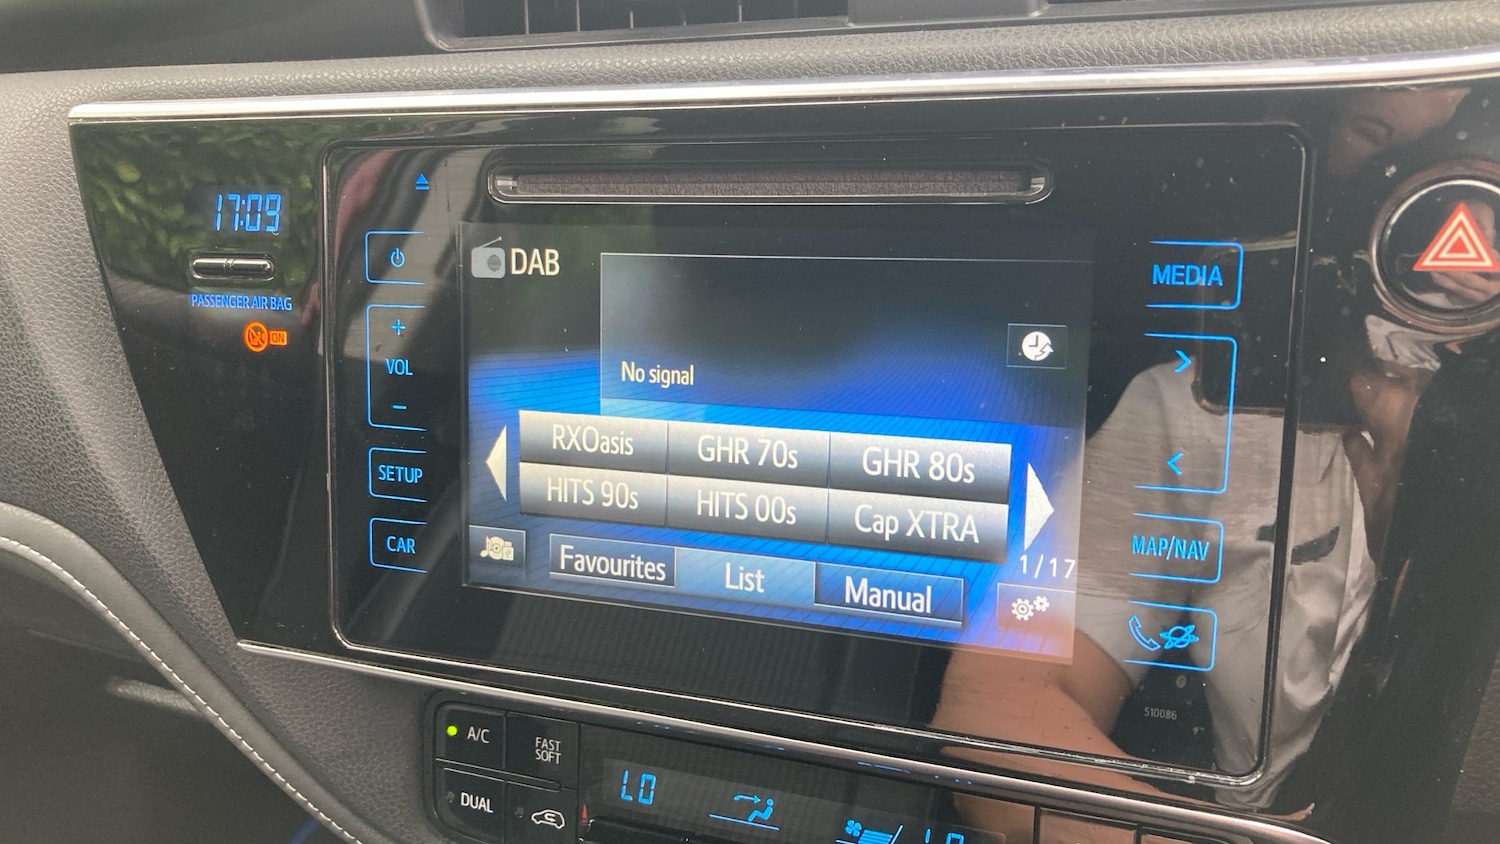 17:09
PASSENGER AIR BAG
ON
VOL
SETUP
CAR
DAB
No signal
RXOasis GHR 70s GHR 80s
HITS 90s HITS 00s Cap XTRA
1/17
Favourites List Manual
MEDIA
MAP/NAV
510086
A/C
FAST
SOFT
DUAL
LO
LO